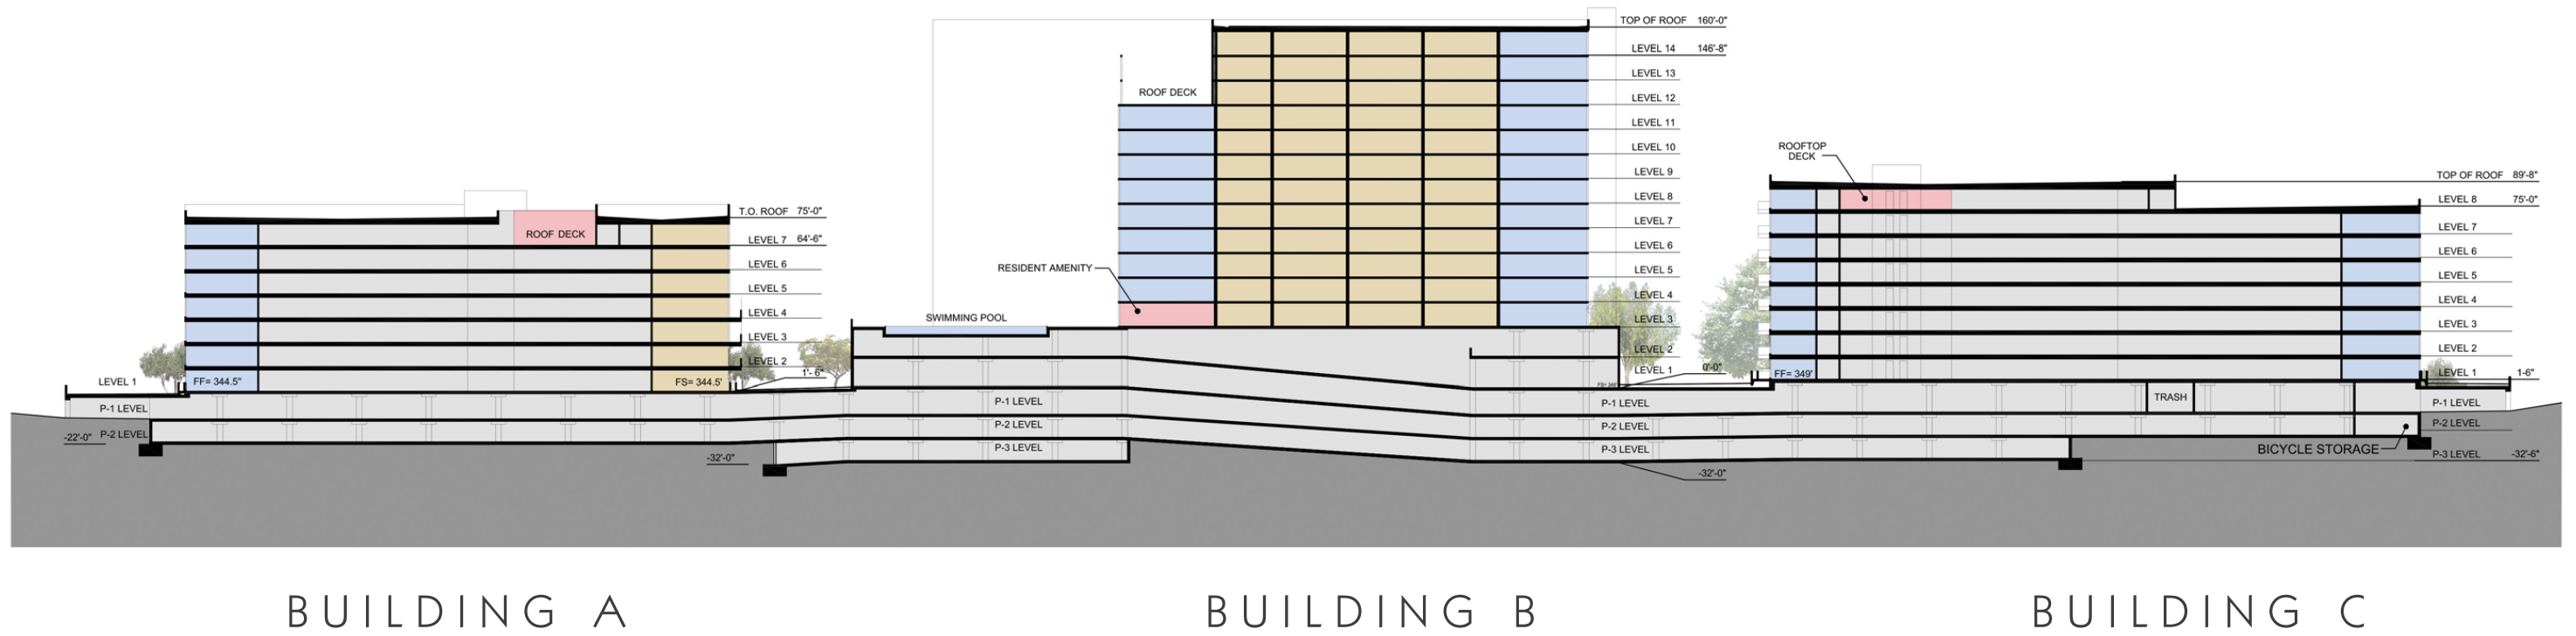 ROOF DECK
T.O. ROOF 75'-0"
LEVEL 7 64'-6"
LEVEL 6
LEVEL 5
LEVEL 4
LEVEL 3
LEVEL 2
1'- 6"
LEVEL 1
FF= 344.5"
FS= 344.5'
P-1 LEVEL
-22'-0" P-2 LEVEL
-32'-0"
TOP OF ROOF 160'-0"
LEVEL 14 146'-8"
LEVEL 13
ROOF DECK
LEVEL 12
LEVEL 11
LEVEL 10
LEVEL 9
LEVEL 8
LEVEL 7
LEVEL 6
RESIDENT AMENITY
LEVEL 5
LEVEL 4
SWIMMING POOL
LEVEL 3
LEVEL 2
LEVEL 1 0'-0"
P-1 LEVEL
P-2 LEVEL
P-3 LEVEL
P-1 LEVEL
P-2 LEVEL
P-3 LEVEL
-32'-0"
ROOFTOP
DECK
TOP OF ROOF 89'-8"
LEVEL 8 75'-0"
LEVEL 7
LEVEL 6
LEVEL 5
LEVEL 4
LEVEL 3
LEVEL 2
FF= 349'
LEVEL 1 1'-6"
TRASH
P-1 LEVEL
P-2 LEVEL
BICYCLE STORAGE
P-3 LEVEL -32'-6"
BUILDING A
BUILDING B
BUILDING C